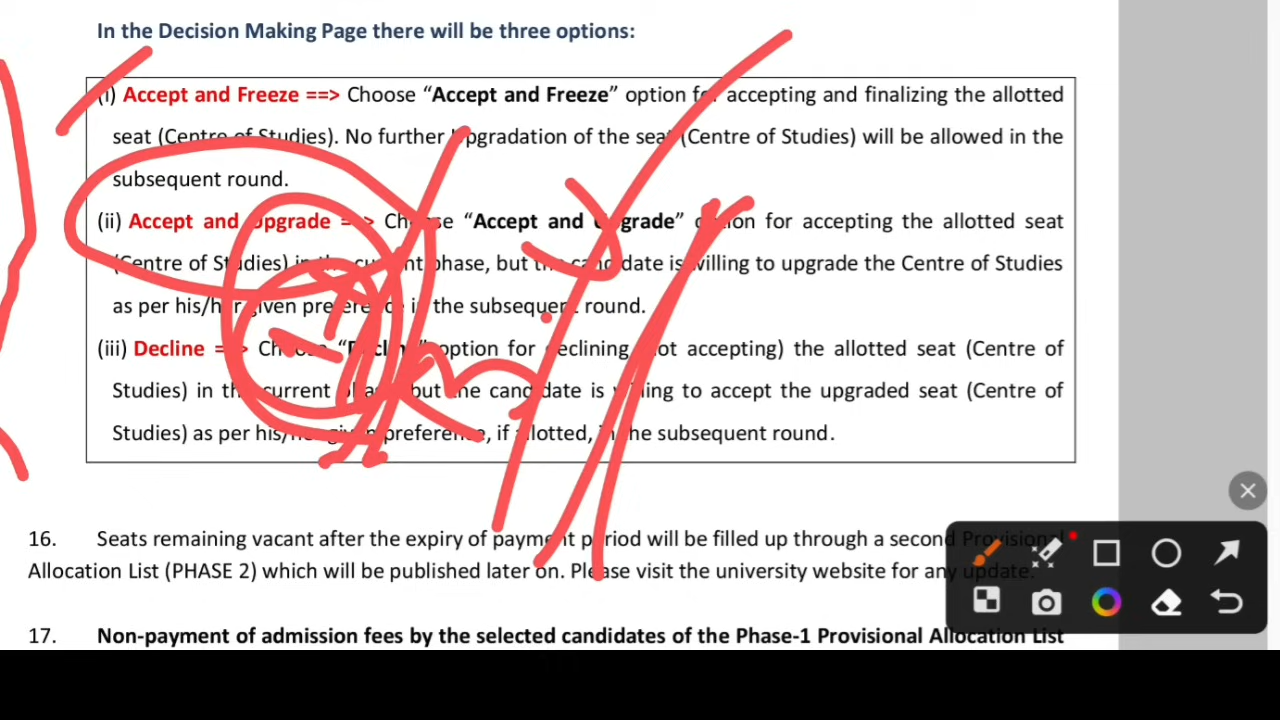 In the Decision Making Page there will be three options:
(i) Accept and Freeze ==> Choose “Accept and Freeze” option for accepting and finalizing the allotted
seat (Centre of Studies). No further upgradation of the seat (Centre of Studies) will be allowed in the
subsequent round.
(ii) Accept and Upgrade ==> Choose “Accept and Upgrade” option for accepting the allotted seat
(Centre of Studies) in the current phase, but the candidate is willing to upgrade the Centre of Studies
as per his/her given preference in the subsequent round.
(iii) Decline ==> Choose “Decline” option for declining (not accepting) the allotted seat (Centre of
Studies) in the current phase, but the candidate is willing to accept the upgraded seat (Centre of
Studies) as per his/her given preference, if allotted, in the subsequent round.
16. Seats remaining vacant after the expiry of payment period will be filled up through a second Provisional
Allocation List (PHASE 2) which will be published later on. Please visit the university website for any update.
17. Non-payment of admission fees by the selected candidates of the Phase-1 Provisional Allocation List